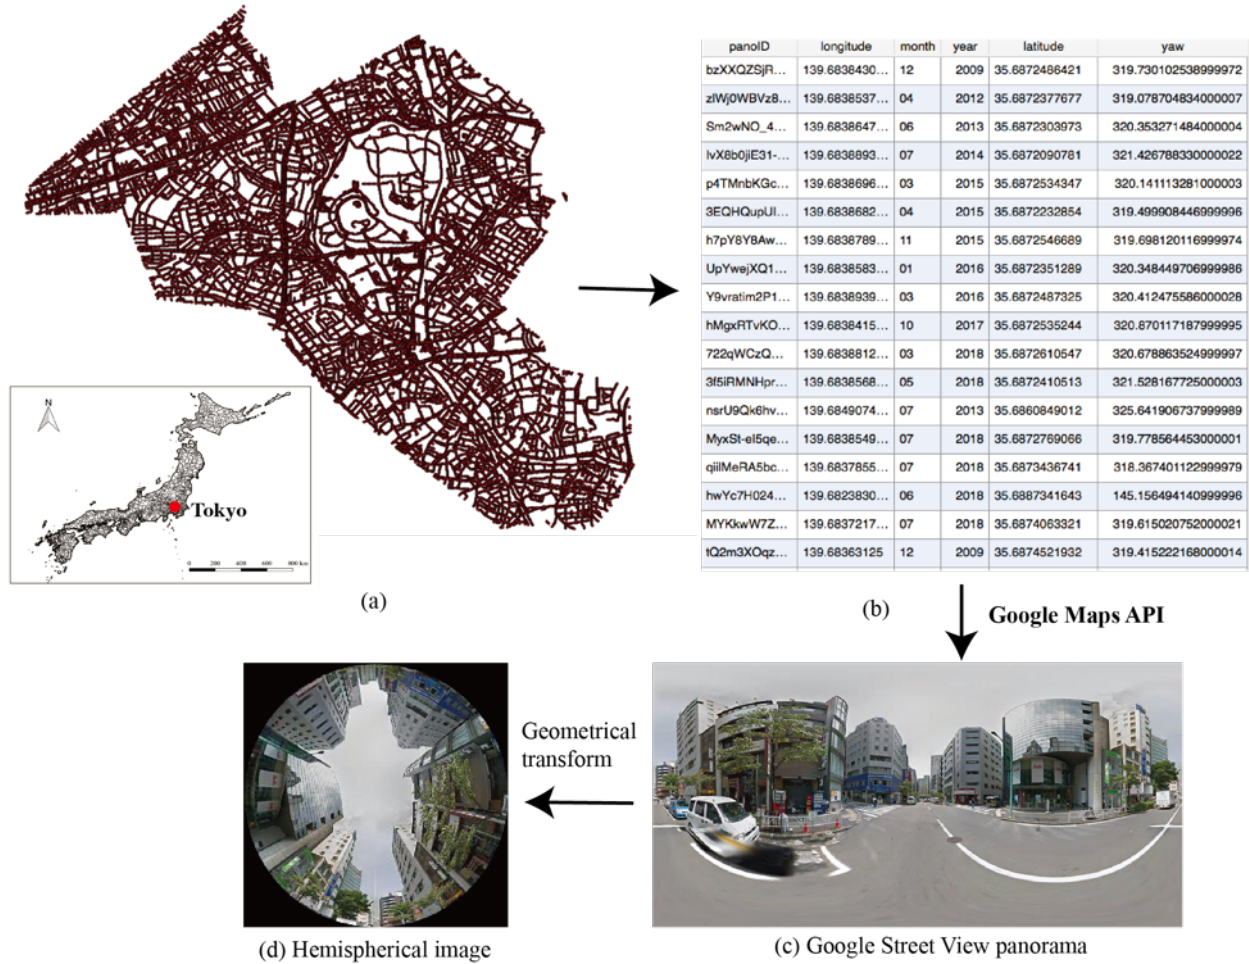 N
Tokyo
0 200 400 600 800 km
(a)
panoID longitude month year latitude yaw
bzXXQZSjR... 139.6838430... 12 2009 35.6872486421 319.730102538999972
zlWj0WBVz8... 139.6838537... 04 2012 35.6872377677 319.078704834000007
Sm2wNO_4... 139.6838647... 06 2013 35.6872303973 320.353271484000004
lvX8b0jiE31-... 139.6838893... 07 2014 35.6872090781 321.426788330000022
p4TMnbKGc... 139.6838696... 03 2015 35.6872534347 320.141113281000003
3EQHQupUl... 139.6838682... 04 2015 35.6872232854 319.499908446999996
h7pY8Y8Aw... 139.6838789... 11 2015 35.6872546689 319.698120116999974
UpYwejXQ1... 139.6838583... 01 2016 35.6872351289 320.348449706999986
Y9vratim2P1... 139.6838939... 03 2016 35.6872487325 320.412475586000028
hMgxRTvKO... 139.6838415... 10 2017 35.6872535244 320.870117187999995
722qWCzQ... 139.6838812... 03 2018 35.6872610547 320.678863524999997
3f5iRMNHpr... 139.6838568... 05 2018 35.6872410513 321.528167725000003
nsrU9Qk6hv... 139.6849074... 07 2013 35.6860849012 325.641906737999989
MyxSt-el5qe... 139.6838549... 07 2018 35.6872769066 319.778564453000001
qiilMeRA5bc... 139.6837855... 07 2018 35.6873436741 318.367401122999979
hwYc7H024... 139.6823830... 06 2018 35.6887341643 145.156494140999996
MYKkwW7Z... 139.6837217... 07 2018 35.6874063321 319.615020752000021
tQ2m3XOqz... 139.68363125 12 2009 35.6874521932 319.415222168000014
(b)
Google Maps API
Geometrical
transform
(d) Hemispherical image
(c) Google Street View panorama